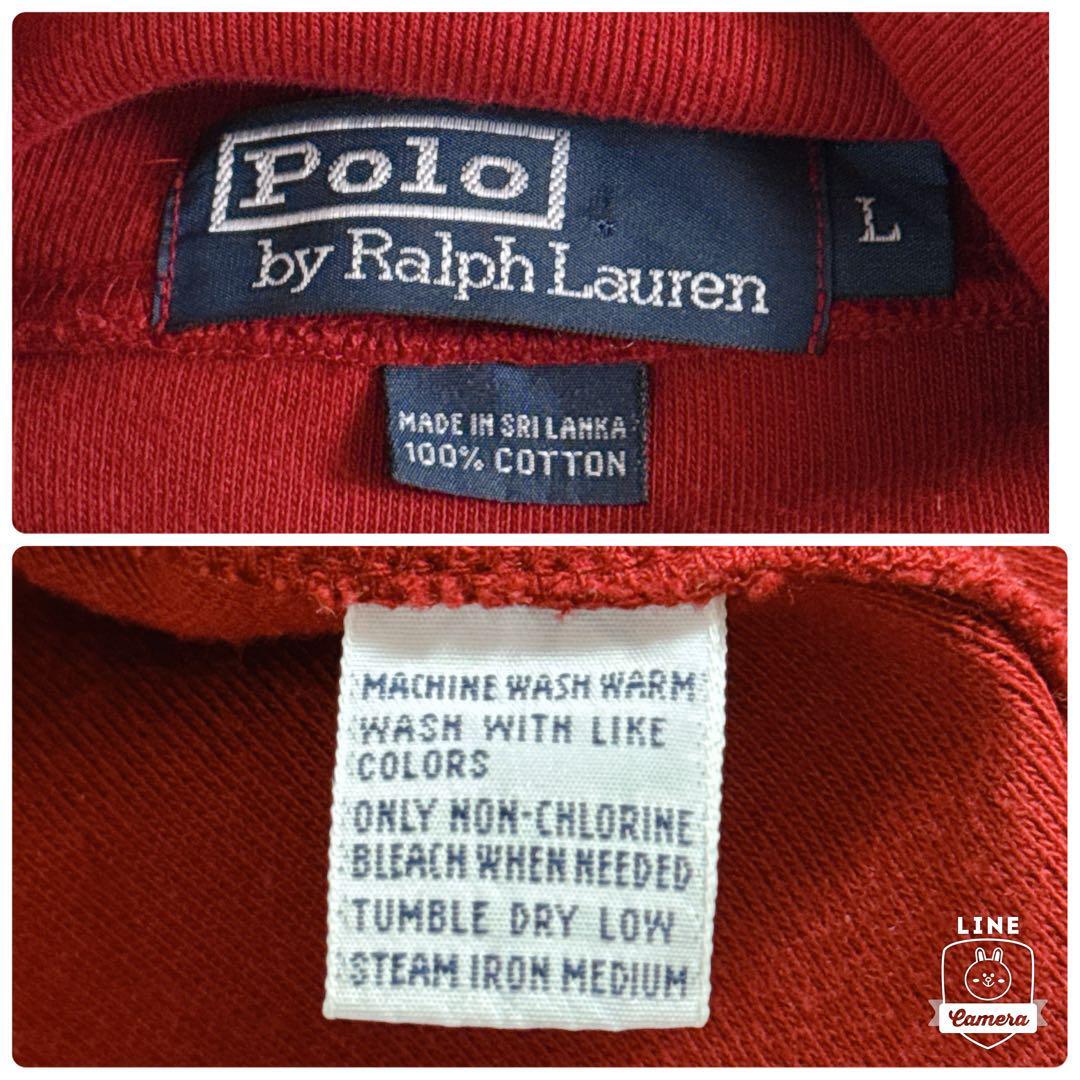 Polo
by Ralph Lauren
L
MADE IN SRI LANKA
100% COTTON
MACHINE WASH WARM
WASH WITH LIKE
COLORS
ONLY NON-CHLORINE
BLEACH WHEN NEEDED
TUMBLE DRY LOW
STEAM IRON MEDIUM
LINE
Camera